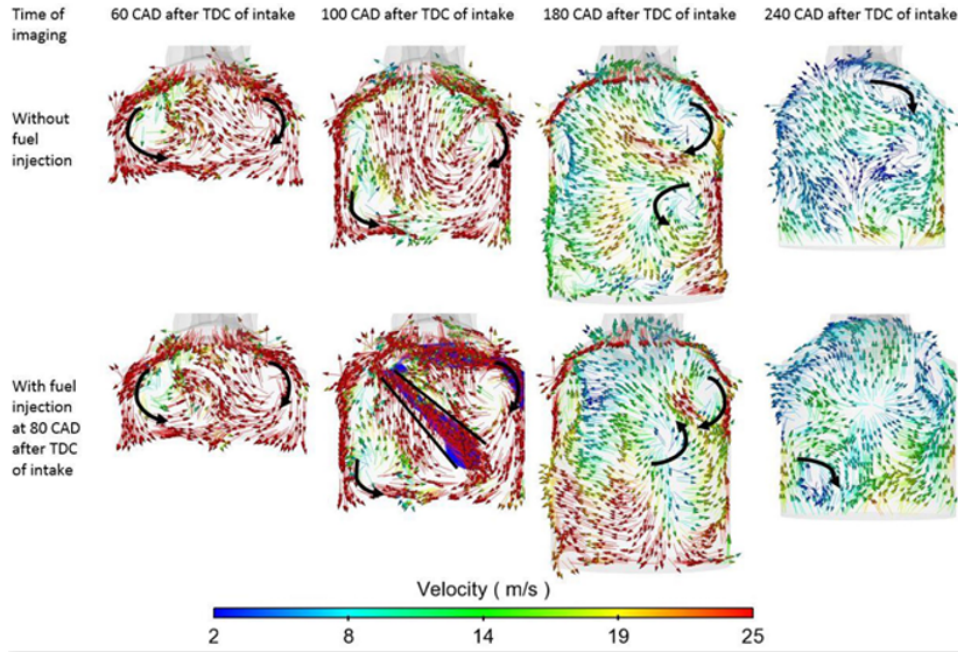 Time of imaging
60 CAD after TDC of intake
100 CAD after TDC of intake
180 CAD after TDC of intake
240 CAD after TDC of intake
Without
fuel
injection
With fuel
injection
at 80 CAD
after TDC
of intake
Velocity ( m/s )
2 8 14 19 25